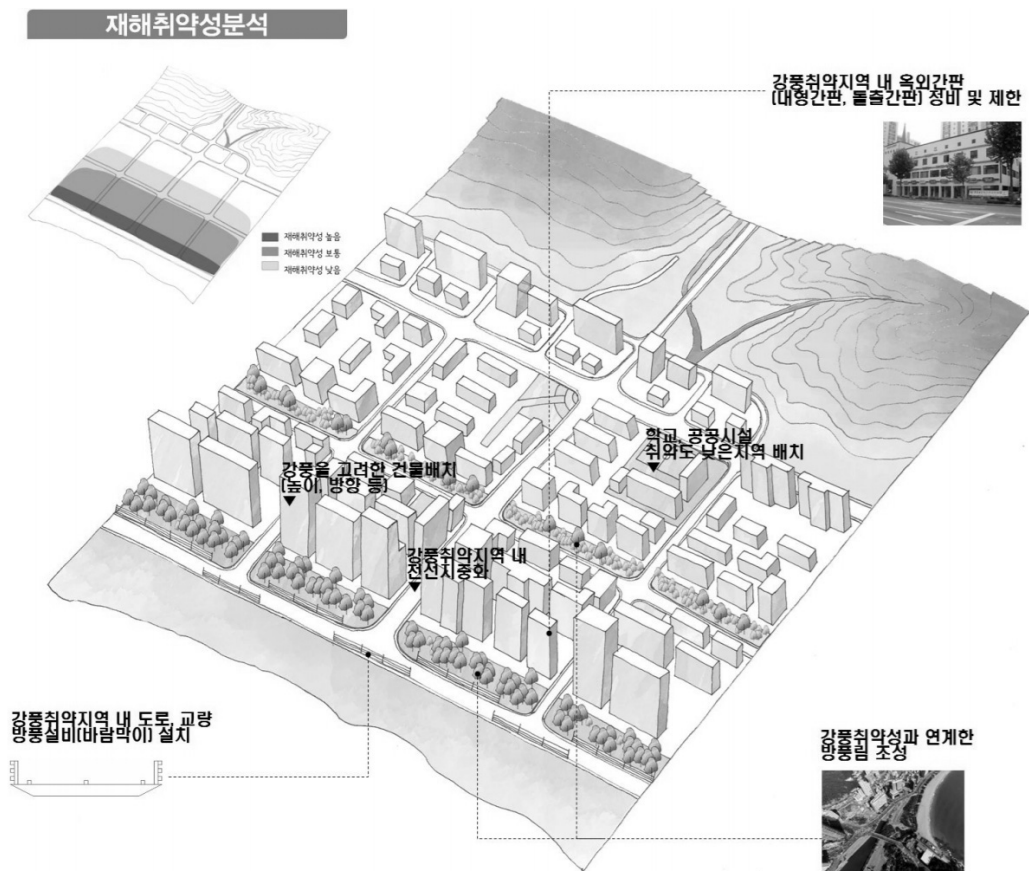 재해취약성분석
강풍취약지역 내 옥외간판
(대형간판, 돌출간판) 정비 및 제한
재해취약성 높음
재해취약성 보통
재해취약성 낮음
학교, 공공시설
취약도 낮은지역 배치
강풍을 고려한 건물배치
(높이, 방향 등)
강풍취약지역 내
전선지중화
강풍취약지역 내 도로, 교량
방풍설비(바람막이) 설치
강풍취약성과 연계한
방풍림 조성